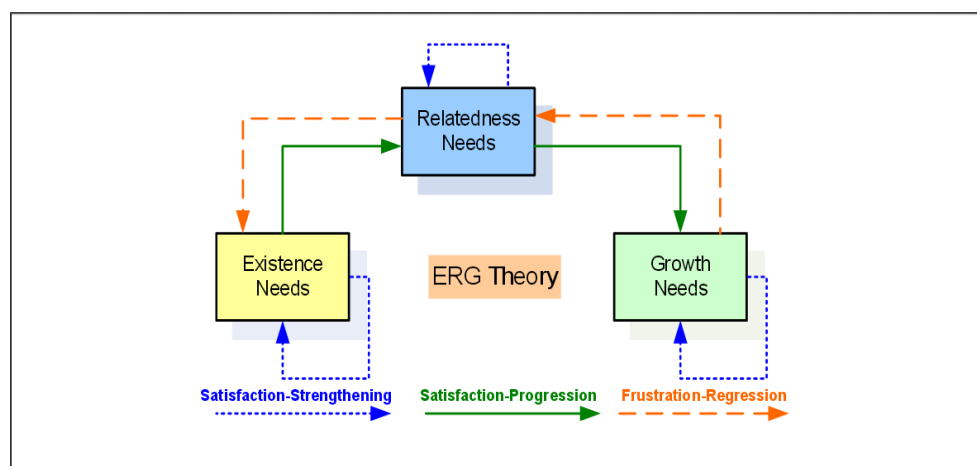 Relatedness
Needs
Existence
Needs
ERG Theory
Growth
Needs
Satisfaction-Strengthening
Satisfaction-Progression
Frustration-Regression